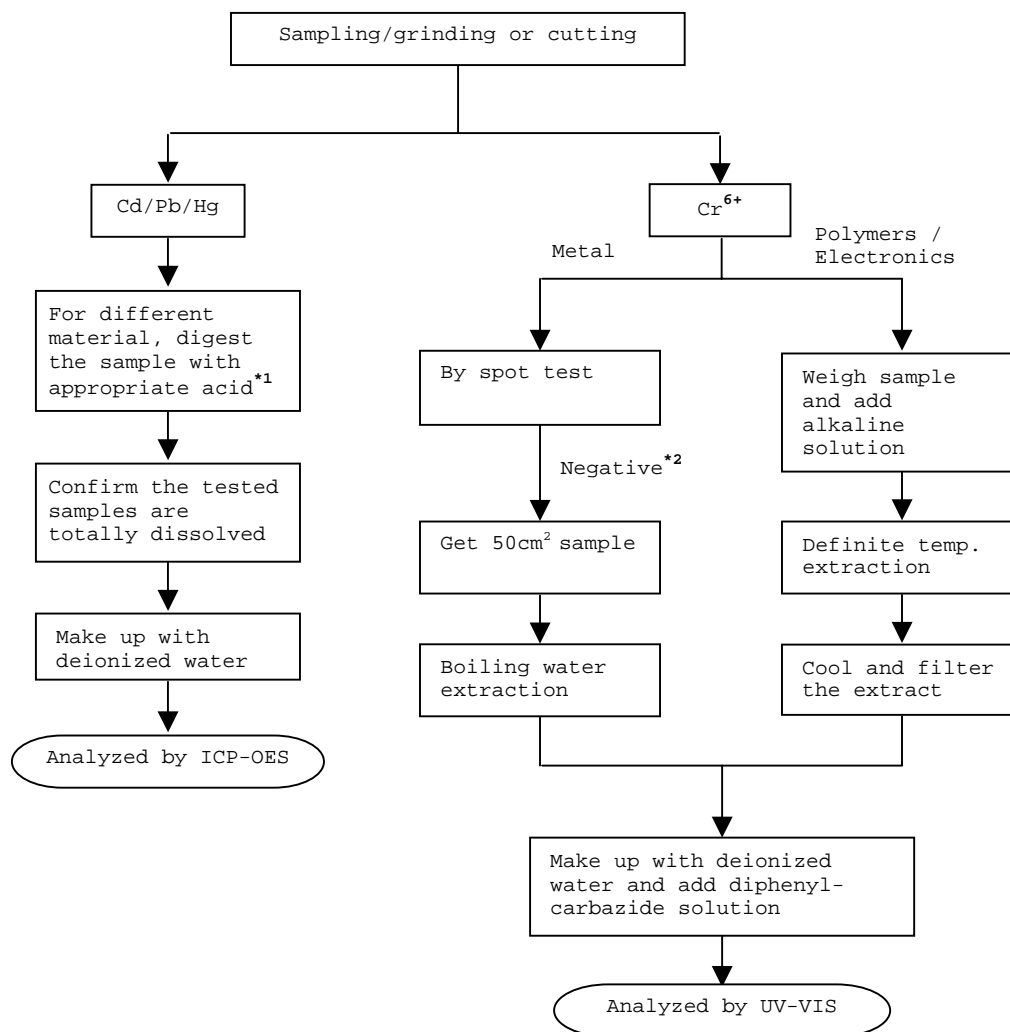 Sampling/grinding or cutting
Cd/Pb/Hg
For different
material, digest
the sample with
appropriate acid*1
Confirm the tested
samples are
totally dissolved
Make up with
deionized water
Analyzed by ICP-OES
Cr6+
Metal
Polymers /
Electronics
By spot test
Negative*2
Get 50cm2 sample
Boiling water
extraction
Weigh sample
and add
alkaline
solution
Definite temp.
extraction
Cool and filter
the extract
Make up with deionized
water and add diphenyl-
carbazide solution
Analyzed by UV-VIS